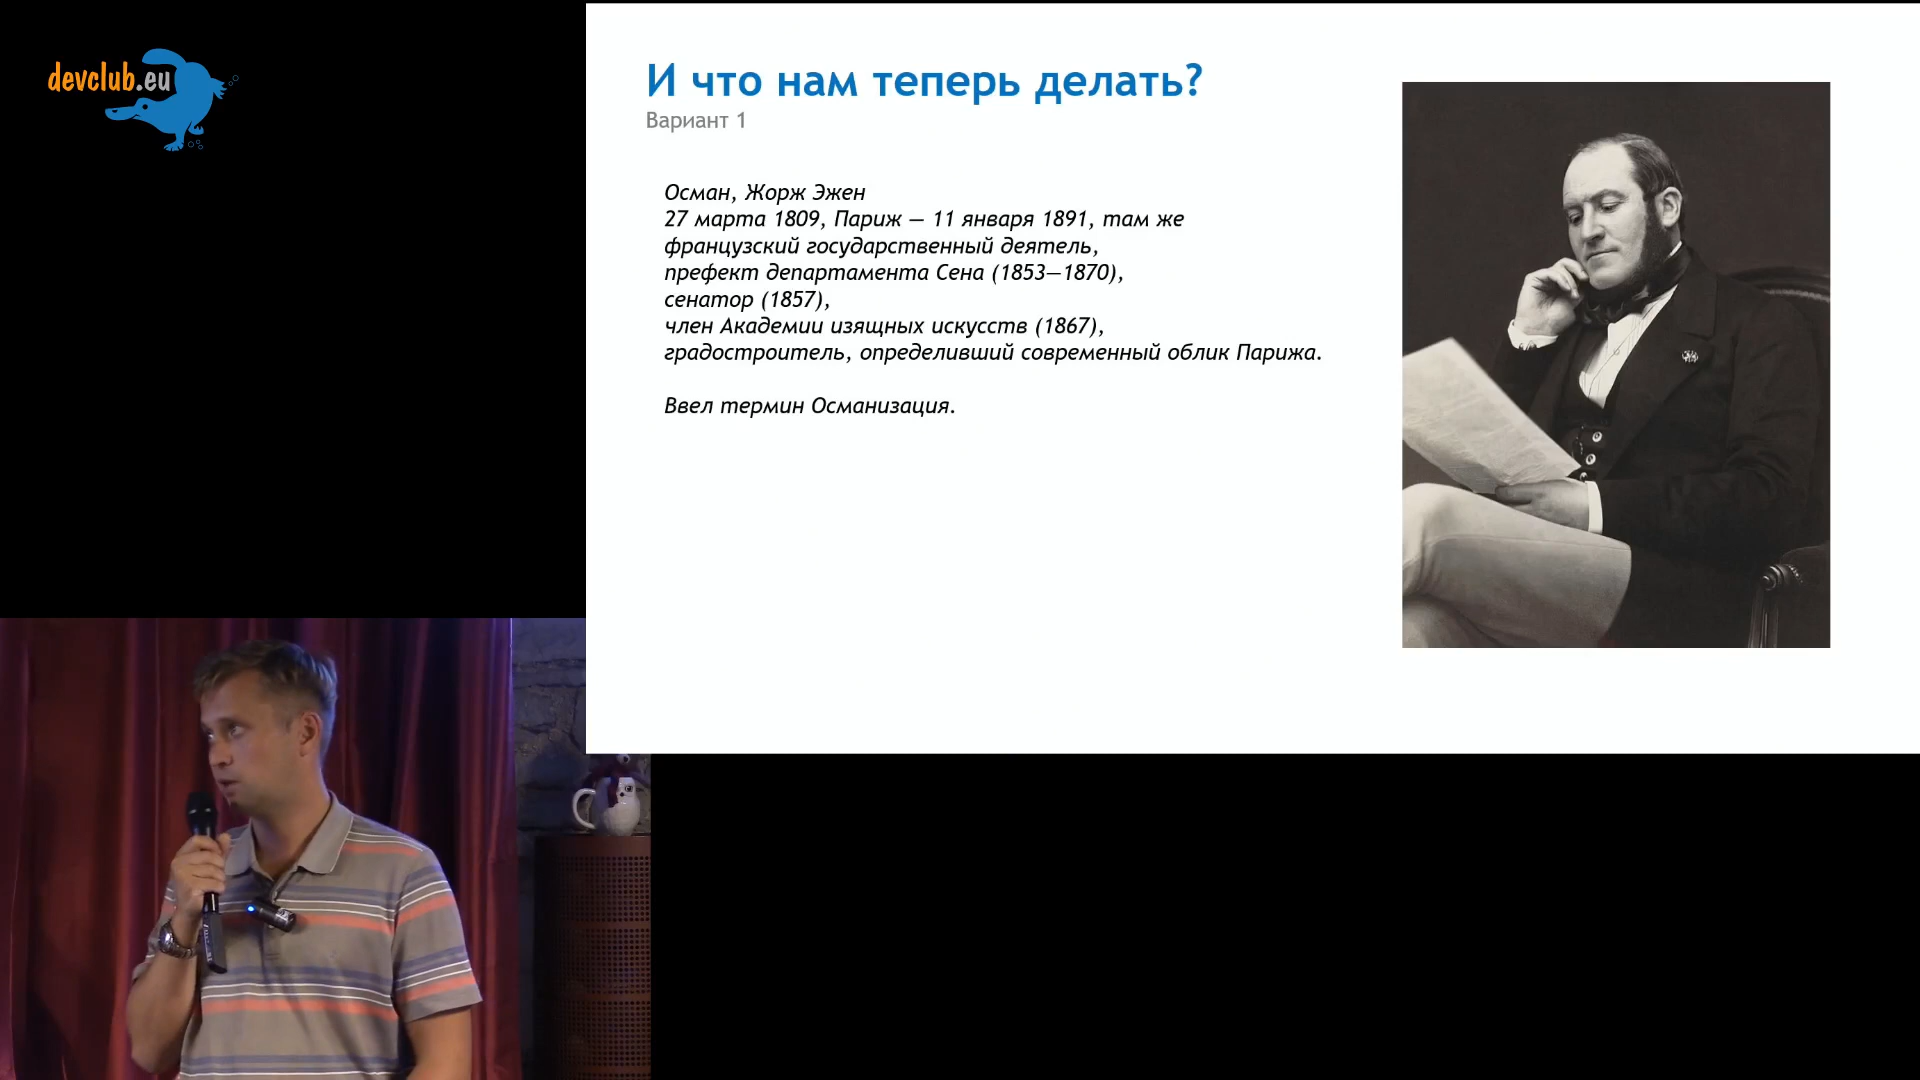 devclub.eu
И что нам теперь делать?
Вариант 1
Осман, Жорж Эжен
27 марта 1809, Париж — 11 января 1891, там же
французский государственный деятель,
префект департамента Сена (1853—1870),
сенатор (1857),
член Академии изящных искусств (1867),
градостроитель, определивший современный облик Парижа.
Ввел термин Османизация.